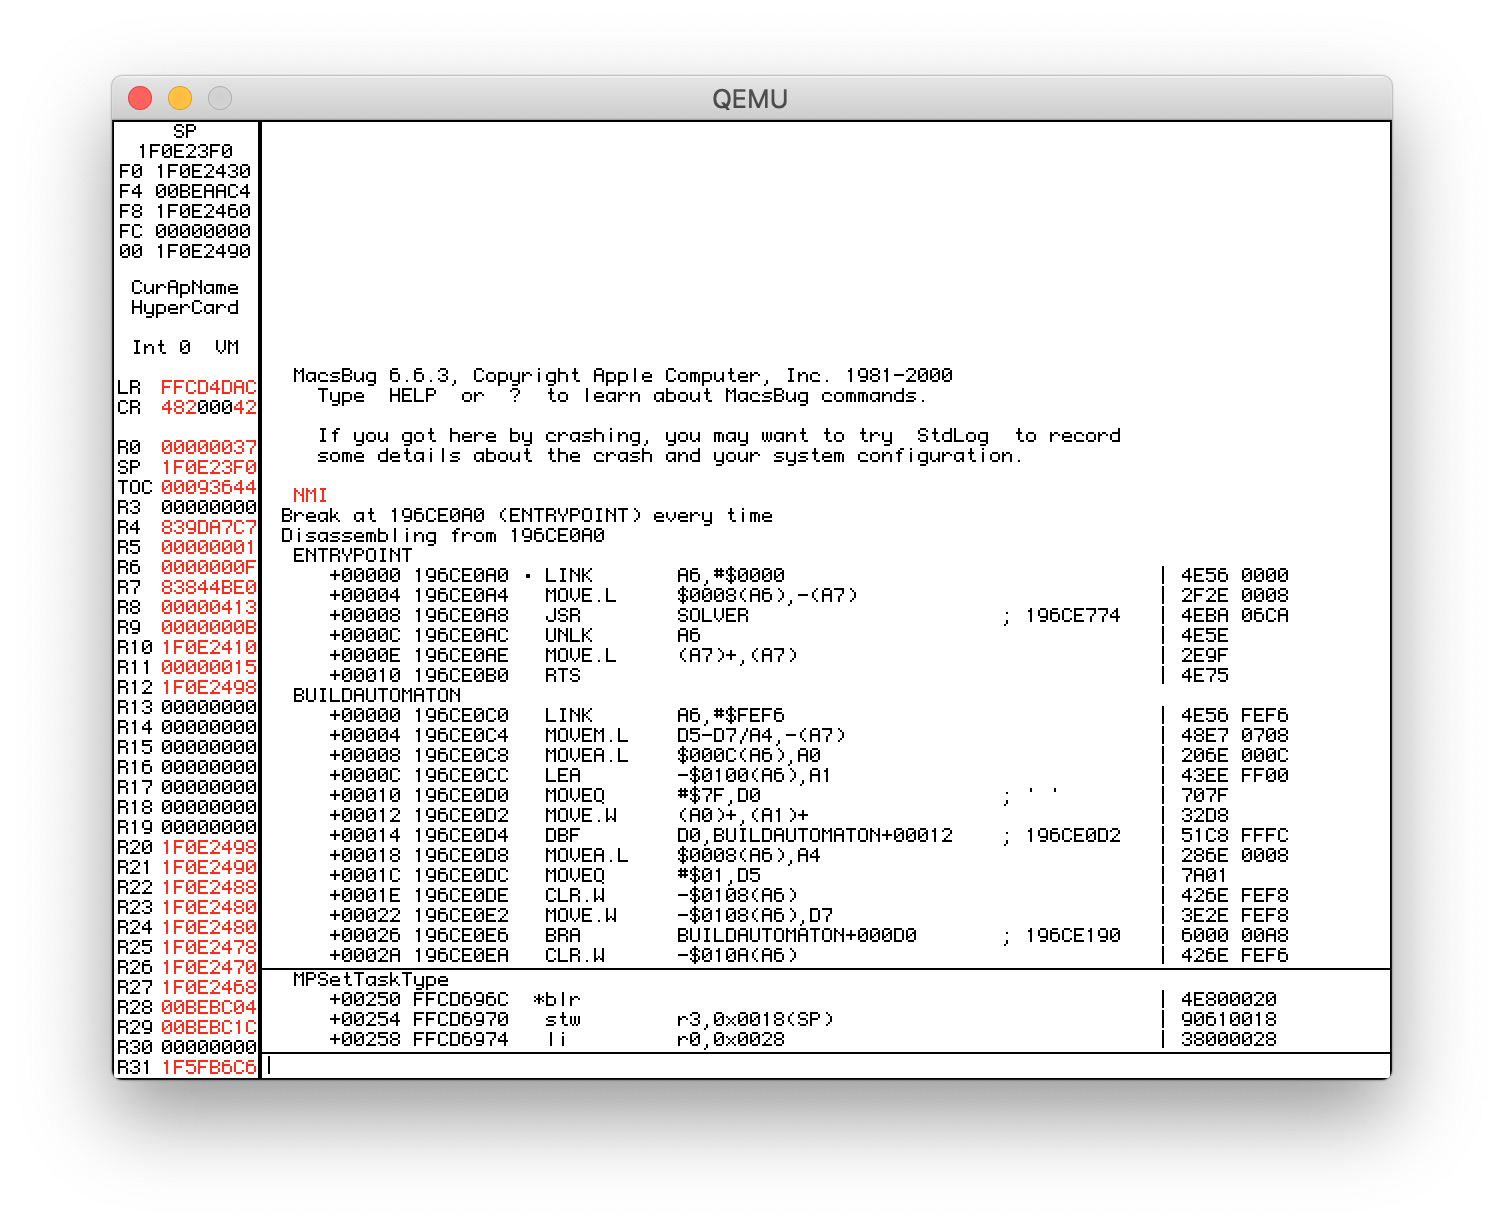 QEMU
SP
1F0E23F0
F0 1F0E2430
F4 00BEAAC4
F8 1F0E2460
FC 00000000
00 1F0E2490
CurApName
HyperCard
Int 0 VM
LR FFCD4DAC
CR 48200042
R0 00000037
SP 1F0E23F0
TOC 00093644
R3 00000000
R4 839DA7C7
R5 00000001
R6 0000000F
R7 83844BE0
R8 00000413
R9 0000000B
R10 1F0E2410
R11 00000015
R12 1F0E2498
R13 00000000
R14 00000000
R15 00000000
R16 00000000
R17 00000000
R18 00000000
R19 00000000
R20 1F0E2498
R21 1F0E2490
R22 1F0E2488
R23 1F0E2480
R24 1F0E2480
R25 1F0E2478
R26 1F0E2470
R27 1F0E2468
R28 00BEBC04
R29 00BEBC1C
R30 00000000
R31 1F5FB6C6
MacsBug 6.6.3, Copyright Apple Computer, Inc. 1981-2000
Type HELP or ? to learn about MacsBug commands.
If you got here by crashing, you may want to try StdLog to record
some details about the crash and your system configuration.
NMI
Break at 196CE0A0 (ENTRYPOINT) every time
Disassembling from 196CE0A0
ENTRYPOINT
+00000 196CE0A0 · LINK A6,#$0000 | 4E56 0000
+00004 196CE0A4 MOVE.L $0008(A6),-(A7) | 2F2E 0008
+00008 196CE0A8 JSR SOLVER ; 196CE774 | 4EBA 06CA
+0000C 196CE0AC UNLK A6 | 4E5E
+0000E 196CE0AE MOVE.L (A7)+,(A7) | 2E9F
+00010 196CE0B0 RTS | 4E75
BUILDAUTOMATON
+00000 196CE0C0 LINK A6,#$FEF6 | 4E56 FEF6
+00004 196CE0C4 MOVEM.L D5-D7/A4,-(A7) | 48E7 0708
+00008 196CE0C8 MOVEA.L $000C(A6),A0 | 206E 000C
+0000C 196CE0CC LEA -$0100(A6),A1 | 43EE FF00
+00010 196CE0D0 MOVEQ #$7F,D0 ; ' ' | 707F
+00012 196CE0D2 MOVE.W (A0)+,(A1)+ | 32D8
+00014 196CE0D4 DBF D0,BUILDAUTOMATON+00012 ; 196CE0D2 | 51C8 FFFC
+00018 196CE0D8 MOVEA.L $0008(A6),A4 | 286E 0008
+0001C 196CE0DC MOVEQ #$01,D5 | 7A01
+0001E 196CE0DE CLR.W -$0108(A6) | 426E FEF8
+00022 196CE0E2 MOVE.W -$0108(A6),D7 | 3E2E FEF8
+00026 196CE0E6 BRA BUILDAUTOMATON+000D0 ; 196CE190 | 6000 00A8
+0002A 196CE0EA CLR.W -$010A(A6) | 426E FEF6
MPSetTaskType
+00250 FFCD696C *blr | 4E800020
+00254 FFCD6970 stw r3,0x0018(SP) | 90610018
+00258 FFCD6974 li r0,0x0028 | 38000028